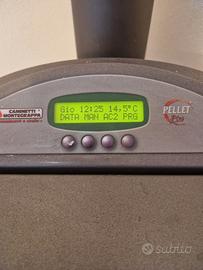 Gio 12:25 14,5°C
DATA MAN AC2 PRG
CAMINETTI
MONTEGRAPPA
PELLET
subito